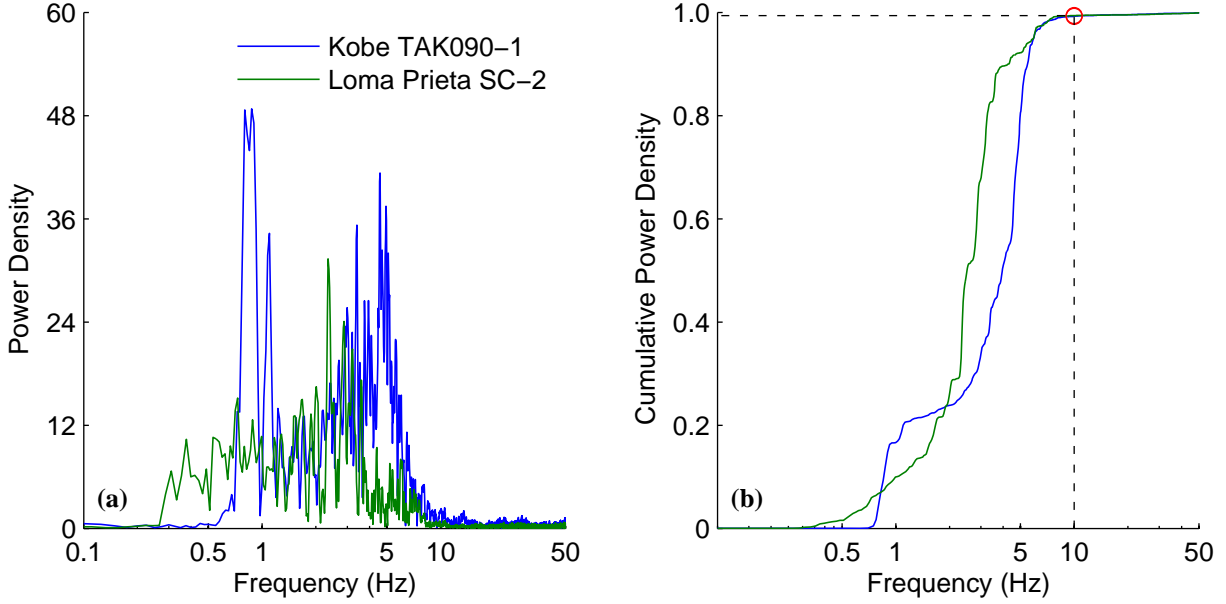 60
48
36
24
12
0
Power Density
Kobe TAK090−1
Loma Prieta SC−2
(a)
0.1 0.5 1 5 10 50
Frequency (Hz)
1.0
0.8
0.6
0.4
0.2
0
Cumulative Power Density
(b)
0.5 1 5 10 50
Frequency (Hz)